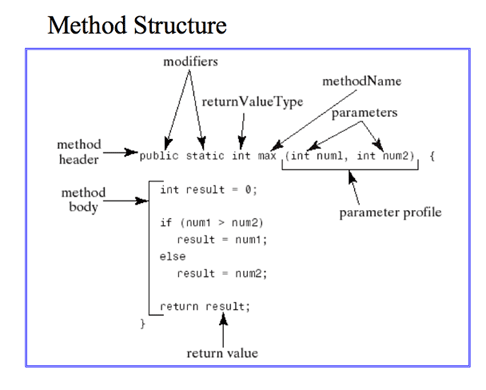 Method Structure
modifiers
methodName
returnValueType
parameters
method
header
public static int max (int num1, int num2) {
method
body
int result = 0;
parameter profile
if (num1 > num2)
result = num1;
else
result = num2;
return result;
}
return value